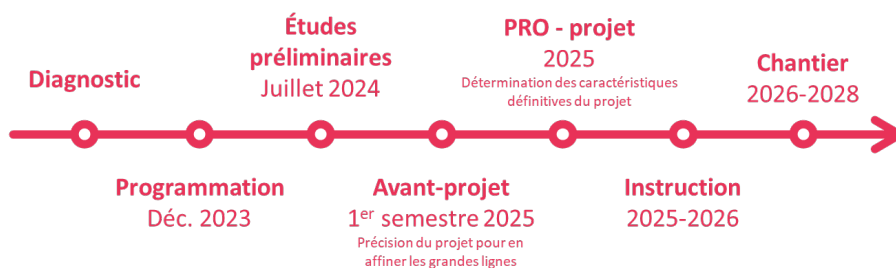 Diagnostic
Programmation
Déc. 2023
Études
préliminaires
Juillet 2024
Avant-projet
1er semestre 2025
Précision du projet pour en
affiner les grandes lignes
PRO - projet
2025
Détermination des caractéristiques
définitives du projet
Instruction
2025-2026
Chantier
2026-2028